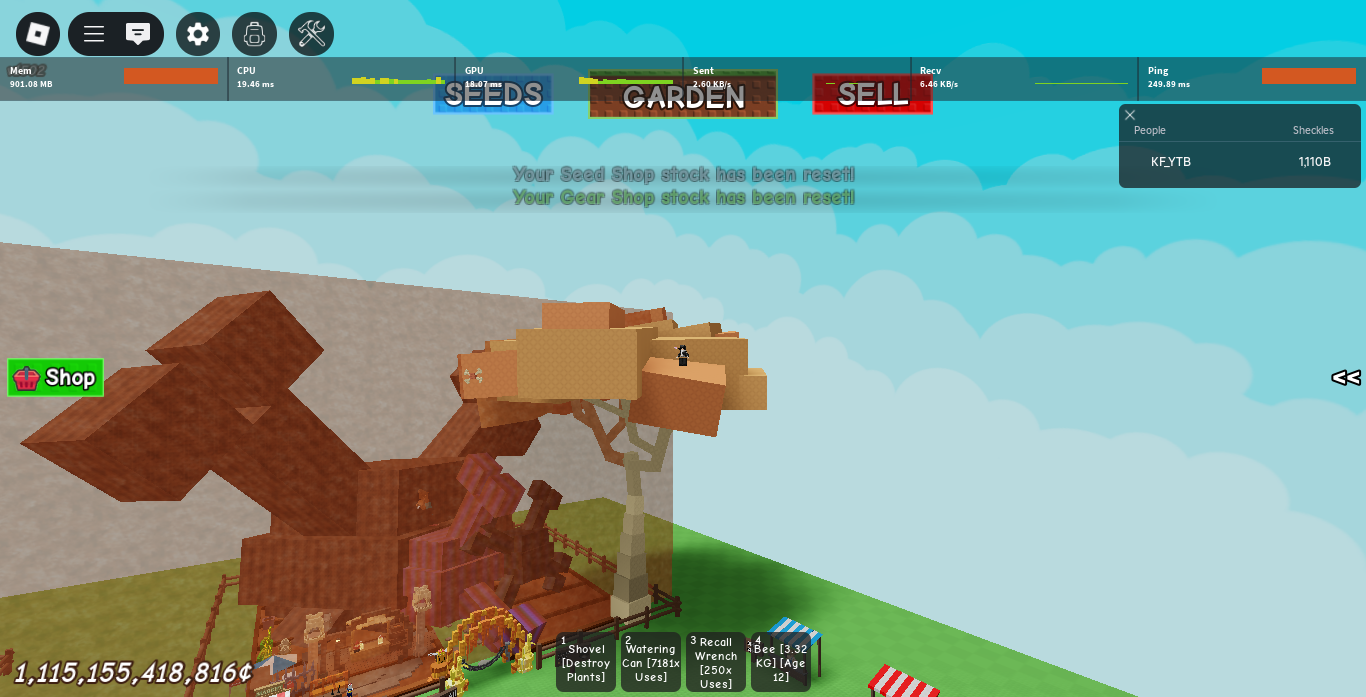 Mem
901.08 MB
CPU
19.46 ms
GPU
18.07 ms
Sent
2.60 KB/s
Recv
6.46 KB/s
Ping
249.89 ms
SEEDS
GARDEN
SELL
People Sheckles
KF_YTB 1,110B
Your Seed Shop stock has been reset!
Your Gear Shop stock has been reset!
Shop
<<
1,115,155,418,816¢
1
Shovel
[Destroy
Plants]
2
Watering
Can [7181x
Uses]
3
Recall
Wrench
[250x
Uses]
4
Bee [3.32
KG] [Age
12]